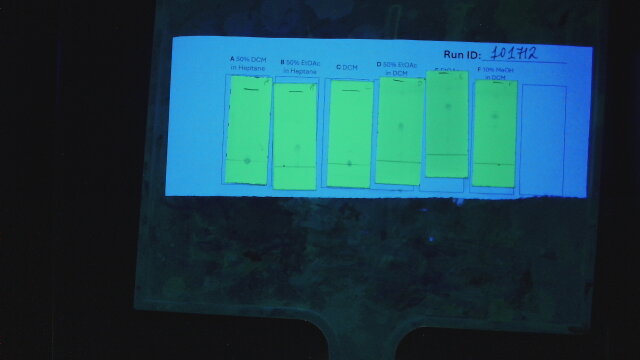 Run ID: 101712
A 50% DCM
in Heptane
B 50% EtOAc
in Heptane
C DCM
D 50% EtOAc
in DCM
E EtOAc
F 10% MeOH
in DCM